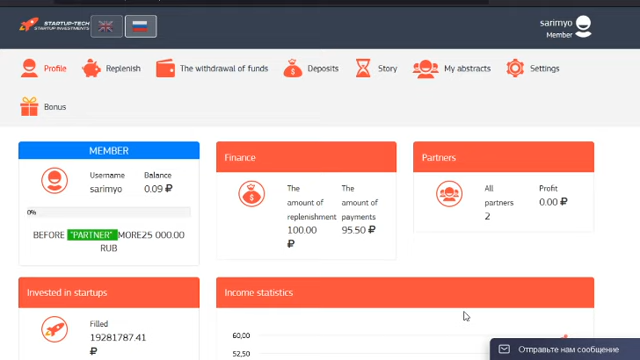 STARTUP-TECH
STARTUP INVESTMENTS
sarimyo
Member
Profile
Replenish
The withdrawal of funds
Deposits
Story
My abstracts
Settings
Bonus
MEMBER
Username
sarimyo
Balance
0.09 ₽
0%
BEFORE "PARTNER" MORE25 000.00
RUB
Finance
The
amount of
replenishment
100.00
₽
The
amount of
payments
95.50 ₽
Partners
All
partners
2
Profit
0.00 ₽
Invested in startups
Filled
19281787.41
₽
Income statistics
60,00
52,50
Отправьте нам сообщение